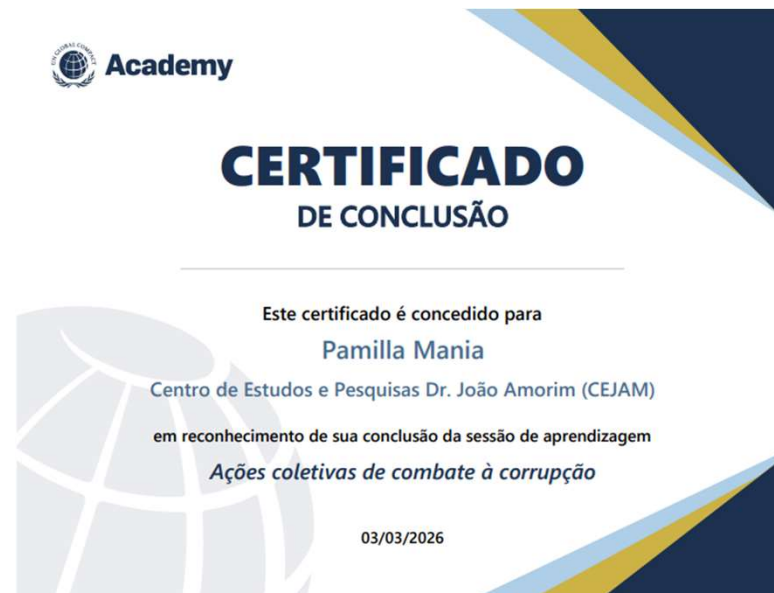 UN GLOBAL COMPACT
Academy
CERTIFICADO
DE CONCLUSÃO
Este certificado é concedido para
Pamilla Mania
Centro de Estudos e Pesquisas Dr. João Amorim (CEJAM)
em reconhecimento de sua conclusão da sessão de aprendizagem
Ações coletivas de combate à corrupção
03/03/2026